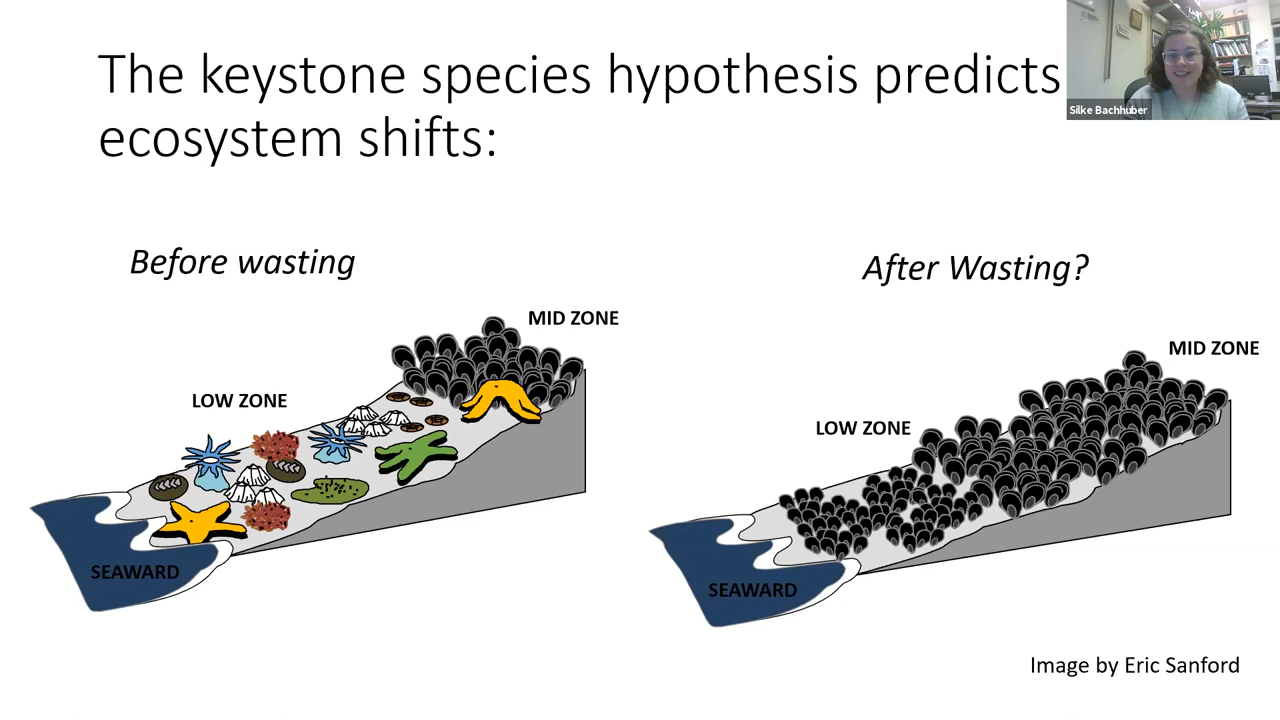 The keystone species hypothesis predicts
ecosystem shifts:
Silke Bachhuber
Before wasting
After Wasting?
MID ZONE
LOW ZONE
SEAWARD
MID ZONE
LOW ZONE
SEAWARD
Image by Eric Sanford